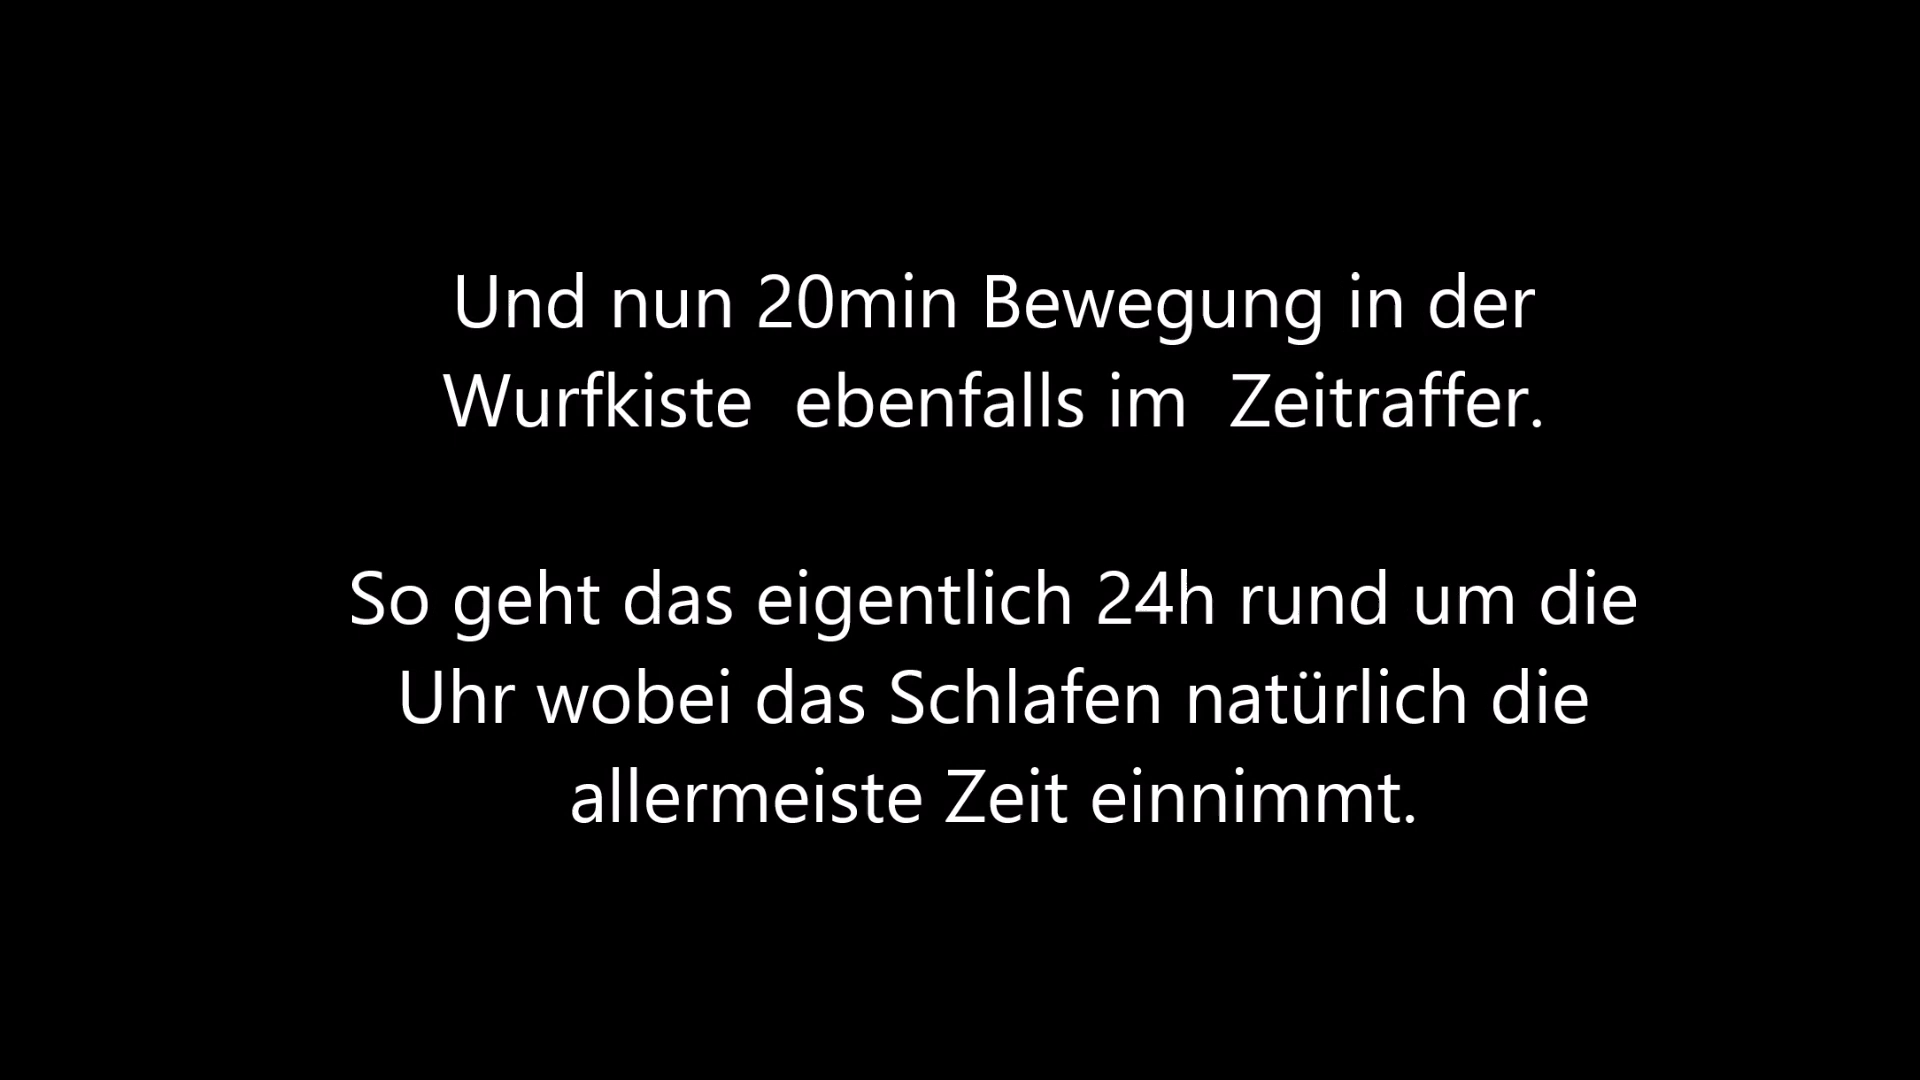 Und nun 20min Bewegung in der
Wurfkiste  ebenfalls im  Zeitraffer.
So geht das eigentlich 24h rund um die
Uhr wobei das Schlafen natürlich die
allermeiste Zeit einnimmt.